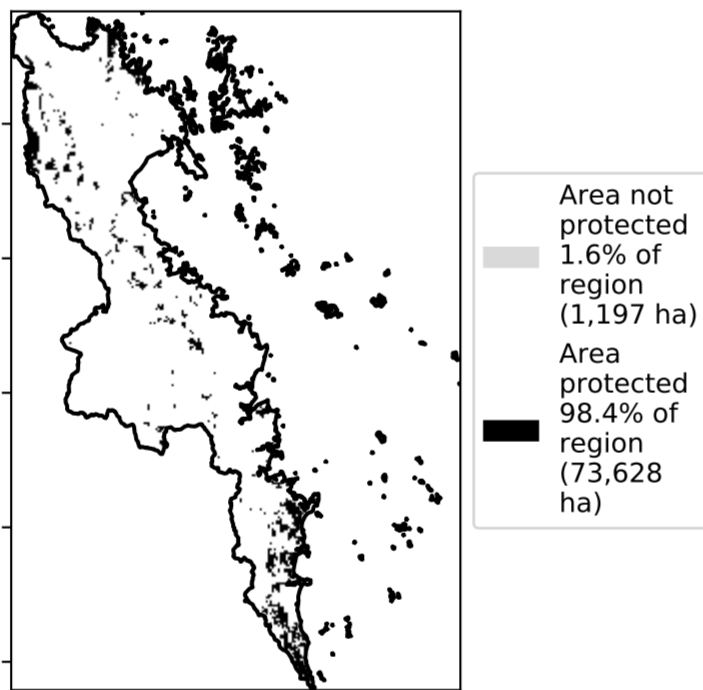 Area not
protected
1.6% of
region
(1,197 ha)
Area
protected
98.4% of
region
(73,628
ha)